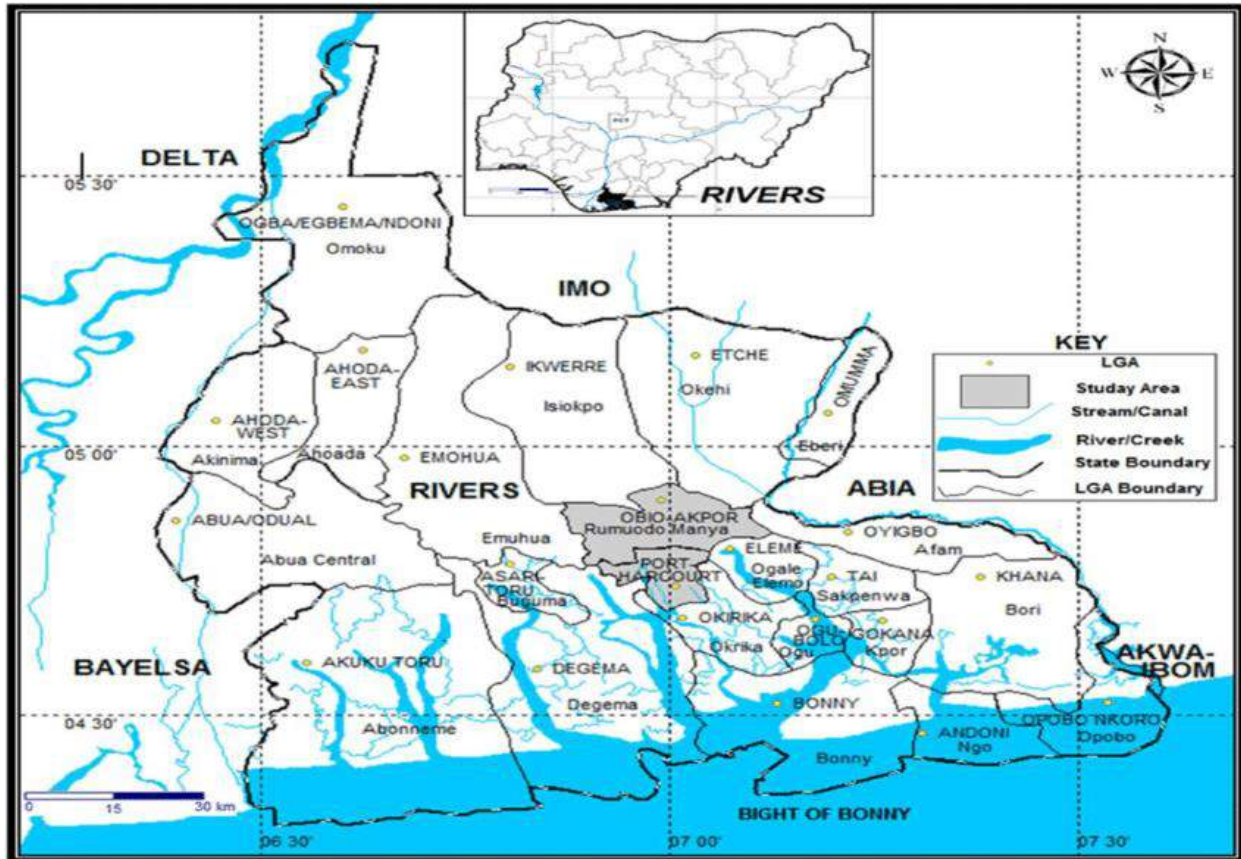 N
W E
S
FCT
RIVERS
DELTA
05 30'
OGBA/EGBEMA/NDONI
Omoku
IMO
KEY
LGA
Studay Area
Stream/Canal
River/Creek
State Boundary
LGA Boundary
AHODA-
EAST
Ahoada
IKWERRE
Isiokpo
ETCHE
Okehi
OMUMMA
Eberi
AHODA-
WEST
Akinima
05 00'
EMOHUA
RIVERS
Emuhua
ABIA
OBIO-AKPOR
Rumuodo Manya
ABUA/ODUAL
Abua Central
OYIGBO
Afam
ELEME
Ogale
Elemo
PORT
HARCOURT
ASARI-
TORU
Buguma
TAI
Sakpenwa
KHANA
Bori
OKIRIKA
Okrika
OGU-
BOLO
Ogu
GOKANA
Kpor
BAYELSA
AKUKU TORU
Abonneme
DEGEMA
Degema
AKWA-
IBOM
04 30'
BONNY
Bonny
ANDONI
Ngo
OPOBO NKORO
Opobo
BIGHT OF BONNY
0 15 30 km
06 30' 07 00' 07 30'